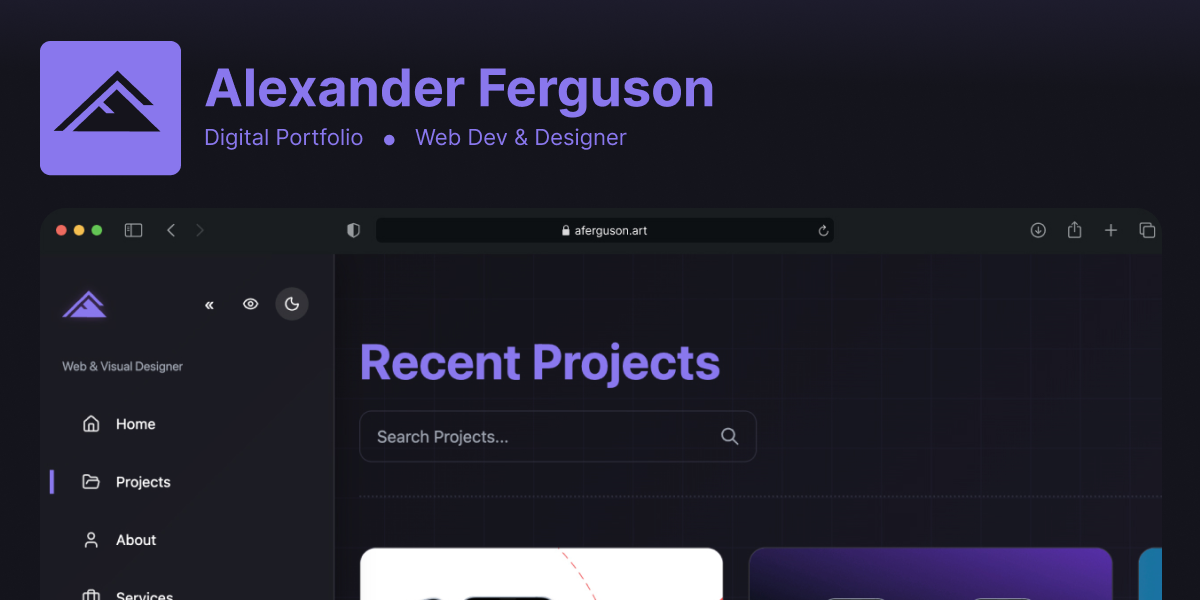 Alexander Ferguson
Digital Portfolio ● Web Dev & Designer
aferguson.art
«
Web & Visual Designer
Home
Projects
About
Services
Recent Projects
Search Projects...